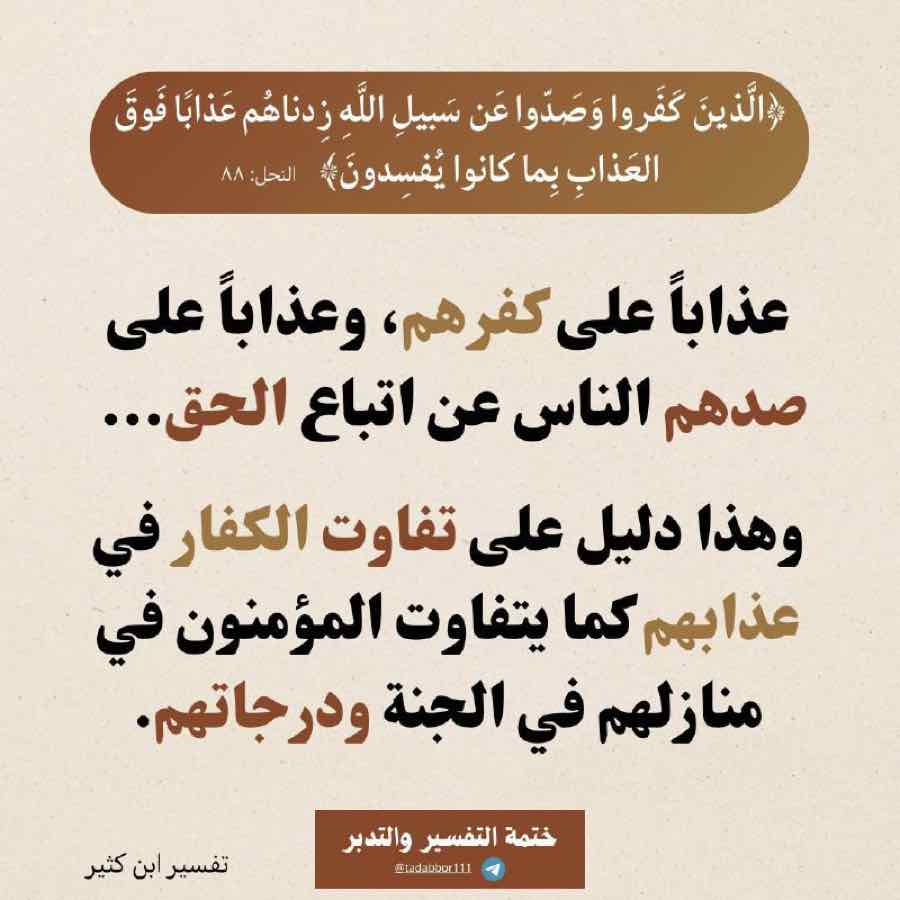 ﴿الَّذينَ كَفَروا وَصَدّوا عَن سَبيلِ اللَّهِ زِدناهُم عَذابًا فَوقَ
العَذابِ بِما كانوا يُفسِدونَ﴾ النحل: ٨٨
عذاباً على كفرهم، وعذاباً على
صدهم الناس عن اتباع الحق...
وهذا دليل على تفاوت الكفار في
عذابهم كما يتفاوت المؤمنون في
منازلهم في الجنة ودرجاتهم.
ختمة التفسير والتدبر
@tadabbor111
تفسير ابن كثير